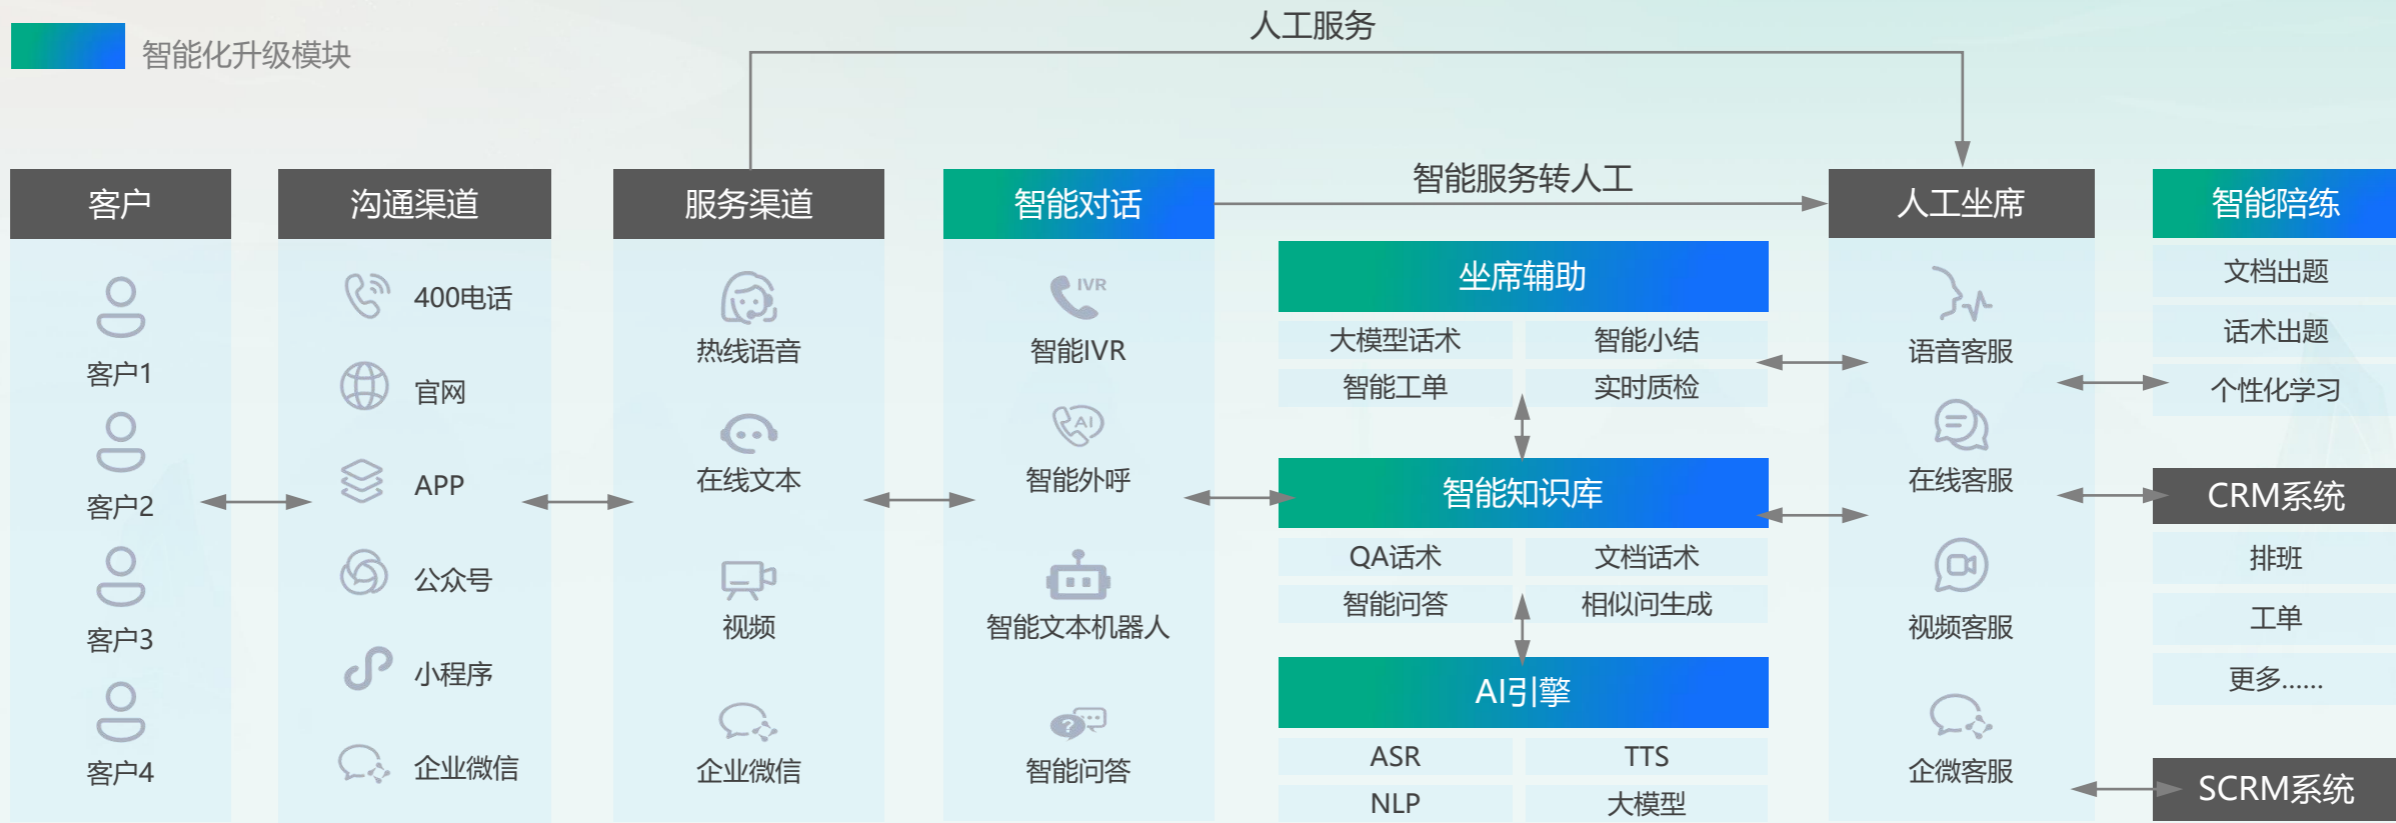 人工服务
智能化升级模块
智能服务转人工
客户
客户1
客户2
客户3
客户4
沟通渠道
400电话
官网
APP
公众号
小程序
企业微信
服务渠道
热线语音
在线文本
视频
企业微信
智能对话
IVR
智能IVR
AI
智能外呼
智能文本机器人
?
智能问答
坐席辅助
大模型话术 智能小结
智能工单 实时质检
智能知识库
QA话术 文档话术
智能问答 相似问生成
AI引擎
ASR TTS
NLP 大模型
人工坐席
语音客服
在线客服
视频客服
企微客服
智能陪练
文档出题
话术出题
个性化学习
CRM系统
排班
工单
更多......
SCRM系统